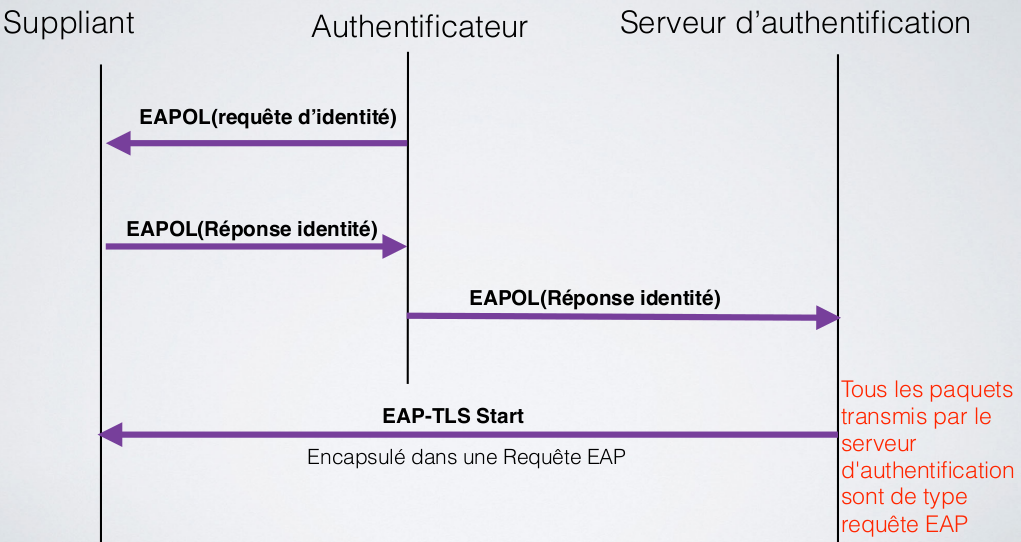 Suppliant
Authentificateur
Serveur d’authentification
EAPOL(requête d’identité)
EAPOL(Réponse identité)
EAPOL(Réponse identité)
EAP-TLS Start
Encapsulé dans une Requête EAP
Tous les paquets
transmis par le
serveur
d'authentification
sont de type
requête EAP